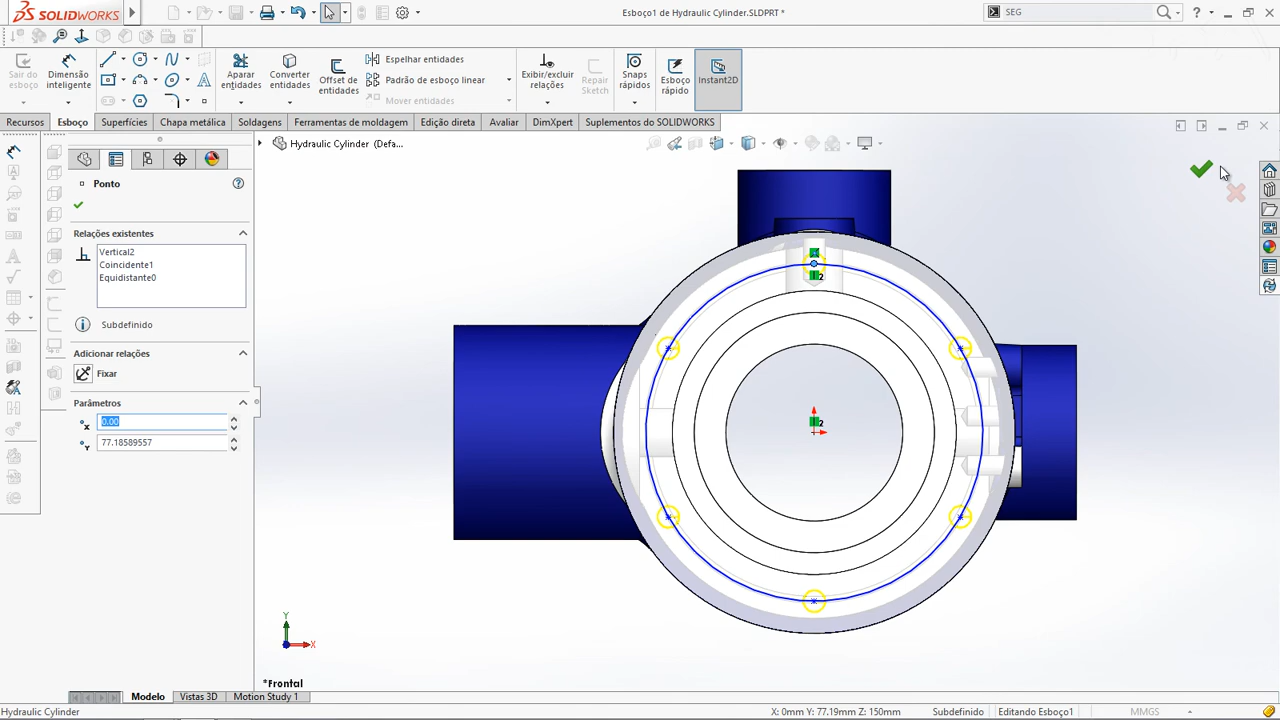 SOLIDWORKS
Esboço1 de Hydraulic Cylinder.SLDPRT *
SEG
Sair do esboço
Dimensão inteligente
Aparar entidades
Converter entidades
Offset de entidades
Espelhar entidades
Padrão de esboço linear
Mover entidades
Exibir/excluir relações
Repair Sketch
Snaps rápidos
Esboço rápido
Instant2D
Recursos
Esboço
Superfícies
Chapa metálica
Soldagens
Ferramentas de moldagem
Edição direta
Avaliar
DimXpert
Suplementos do SOLIDWORKS
Hydraulic Cylinder (Defa...
Ponto
Relações existentes
Vertical2
Coincidente1
Equidistante0
Subdefinido
Adicionar relações
Fixar
Parâmetros
0.00
77.18589557
2
2
Y
X
*Frontal
Modelo
Vistas 3D
Motion Study 1
Hydraulic Cylinder
X: 0mm Y: 77.19mm Z: 150mm
Subdefinido
Editando Esboço1
MMGS